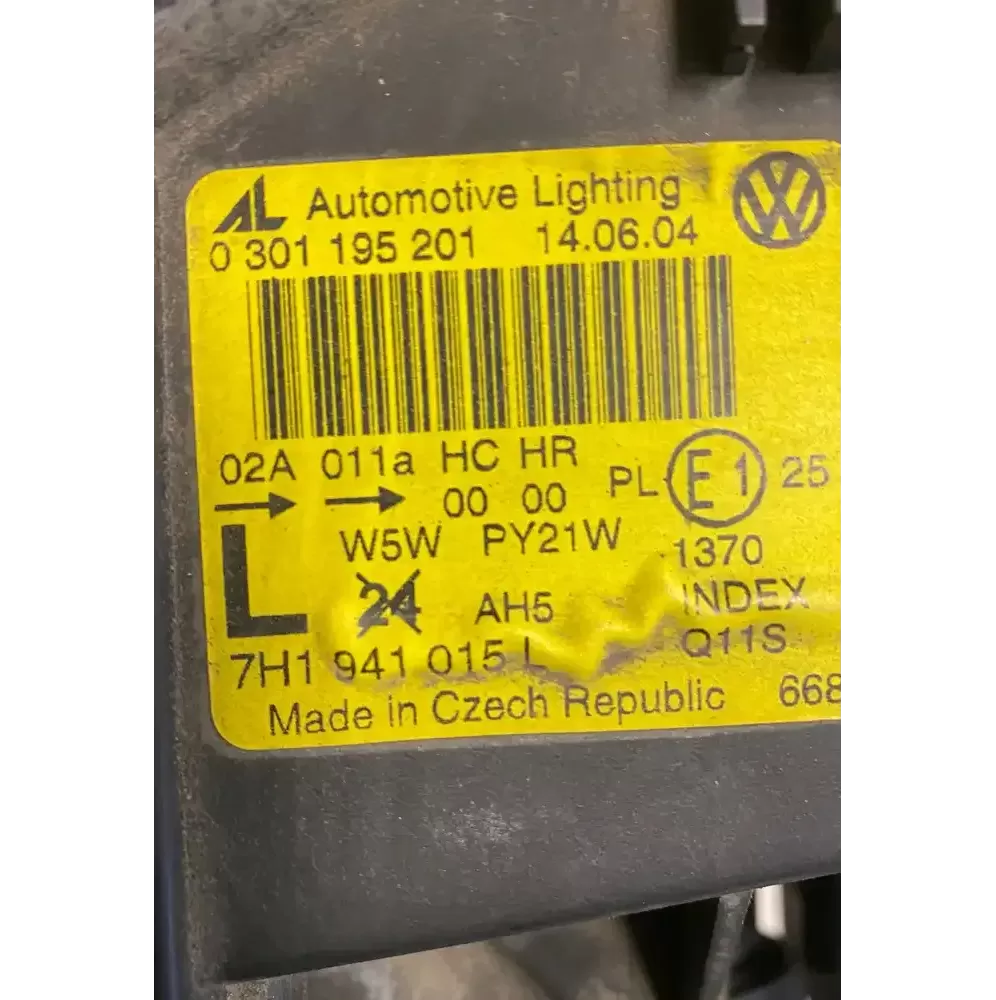 AL Automotive Lighting
0 301 195 201 14.06.04
02A 011a HC HR
00 00 PL E1 25
L W5W PY21W 1370
24 AH5 INDEX
7H1 941 015 L Q11S
Made in Czech Republic 668